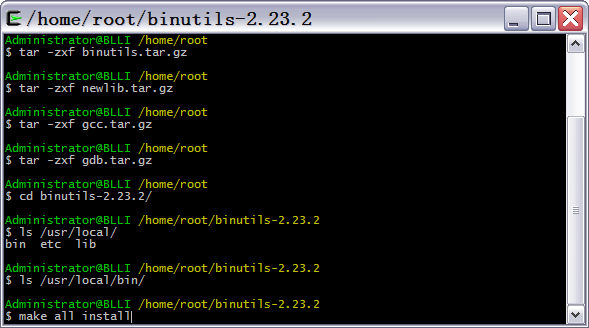 /home/root/binutils-2.23.2
Administrator@BLLI /home/root
$ tar -zxf binutils.tar.gz
Administrator@BLLI /home/root
$ tar -zxf newlib.tar.gz
Administrator@BLLI /home/root
$ tar -zxf gcc.tar.gz
Administrator@BLLI /home/root
$ tar -zxf gdb.tar.gz
Administrator@BLLI /home/root
$ cd binutils-2.23.2/
Administrator@BLLI /home/root/binutils-2.23.2
$ ls /usr/local/
bin  etc  lib
Administrator@BLLI /home/root/binutils-2.23.2
$ ls /usr/local/bin/
Administrator@BLLI /home/root/binutils-2.23.2
$ make all install